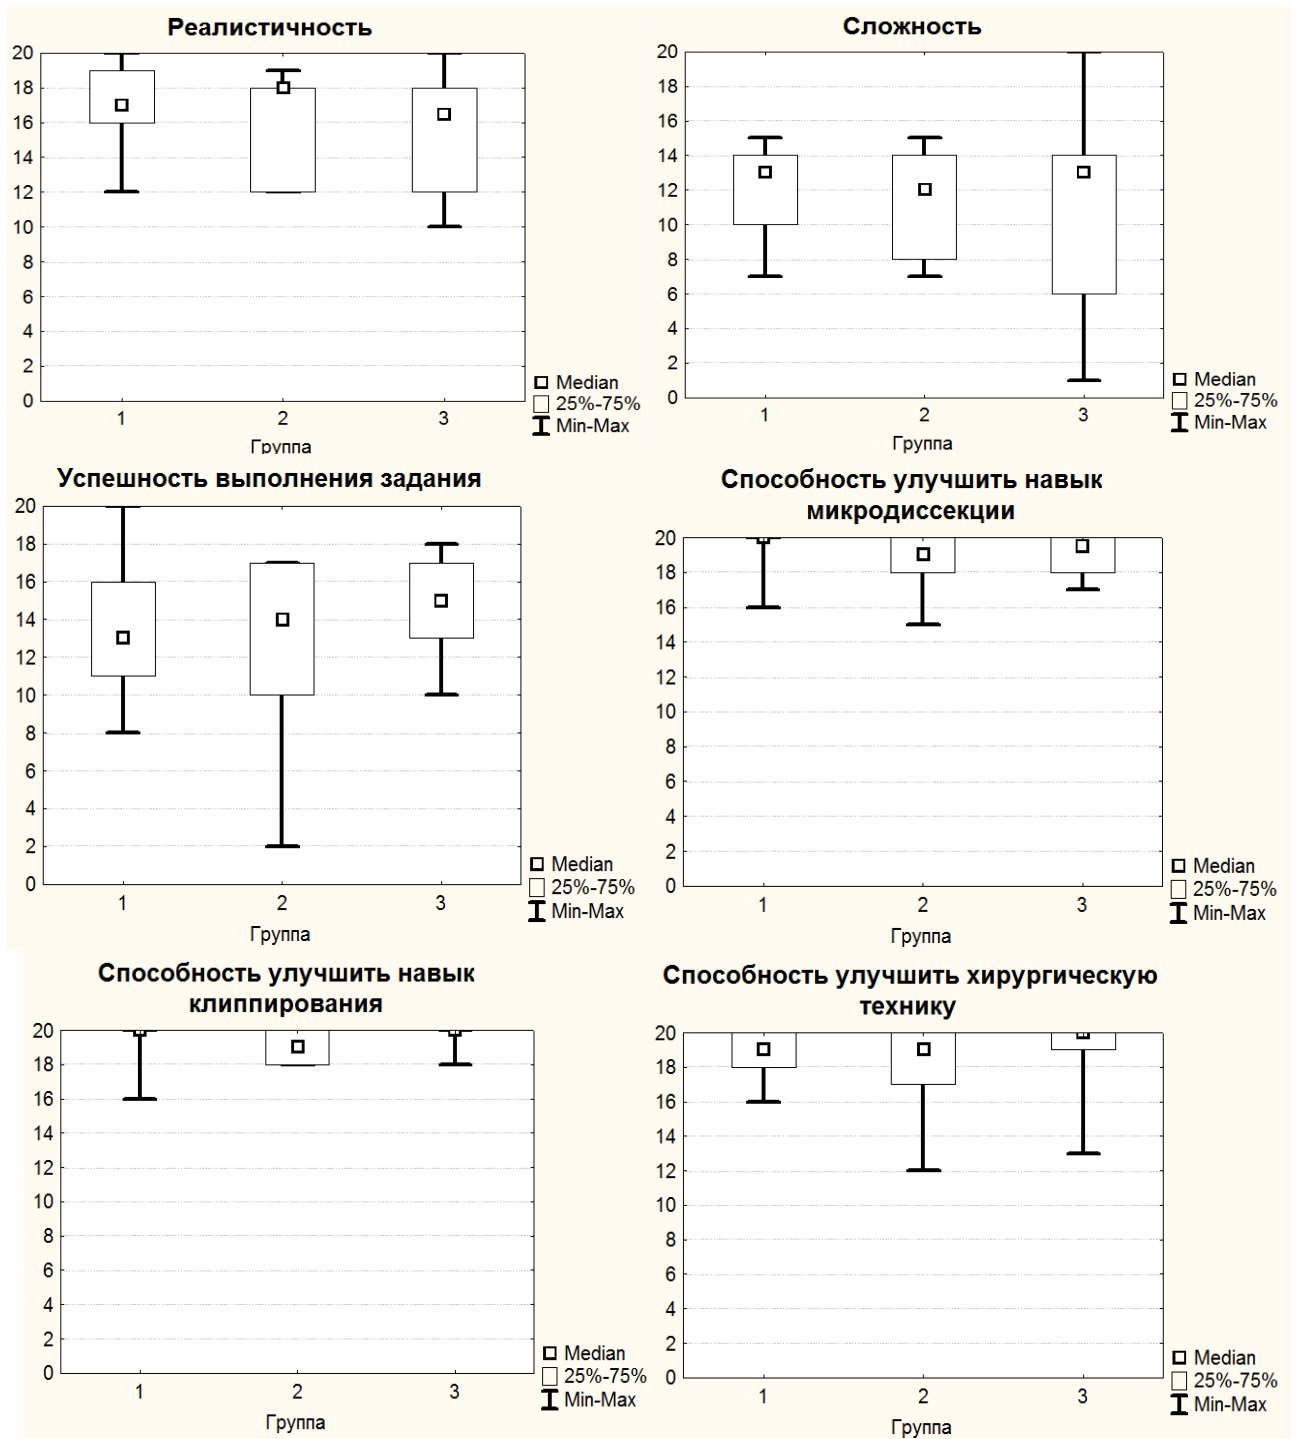 Реалистичность
20
18
16
14
12
10
8
6
4
2
0
1 2 3
Группа
Median
25%-75%
Min-Max
Сложность
20
18
16
14
12
10
8
6
4
2
0
1 2 3
Группа
Median
25%-75%
Min-Max
Успешность выполнения задания
20
18
16
14
12
10
8
6
4
2
0
1 2 3
Группа
Median
25%-75%
Min-Max
Способность улучшить навык
микродиссекции
20
18
16
14
12
10
8
6
4
2
0
1 2 3
Группа
Median
25%-75%
Min-Max
Способность улучшить навык
клиппирования
20
18
16
14
12
10
8
6
4
2
0
1 2 3
Группа
Median
25%-75%
Min-Max
Способность улучшить хирургическую
технику
20
18
16
14
12
10
8
6
4
2
0
1 2 3
Группа
Median
25%-75%
Min-Max